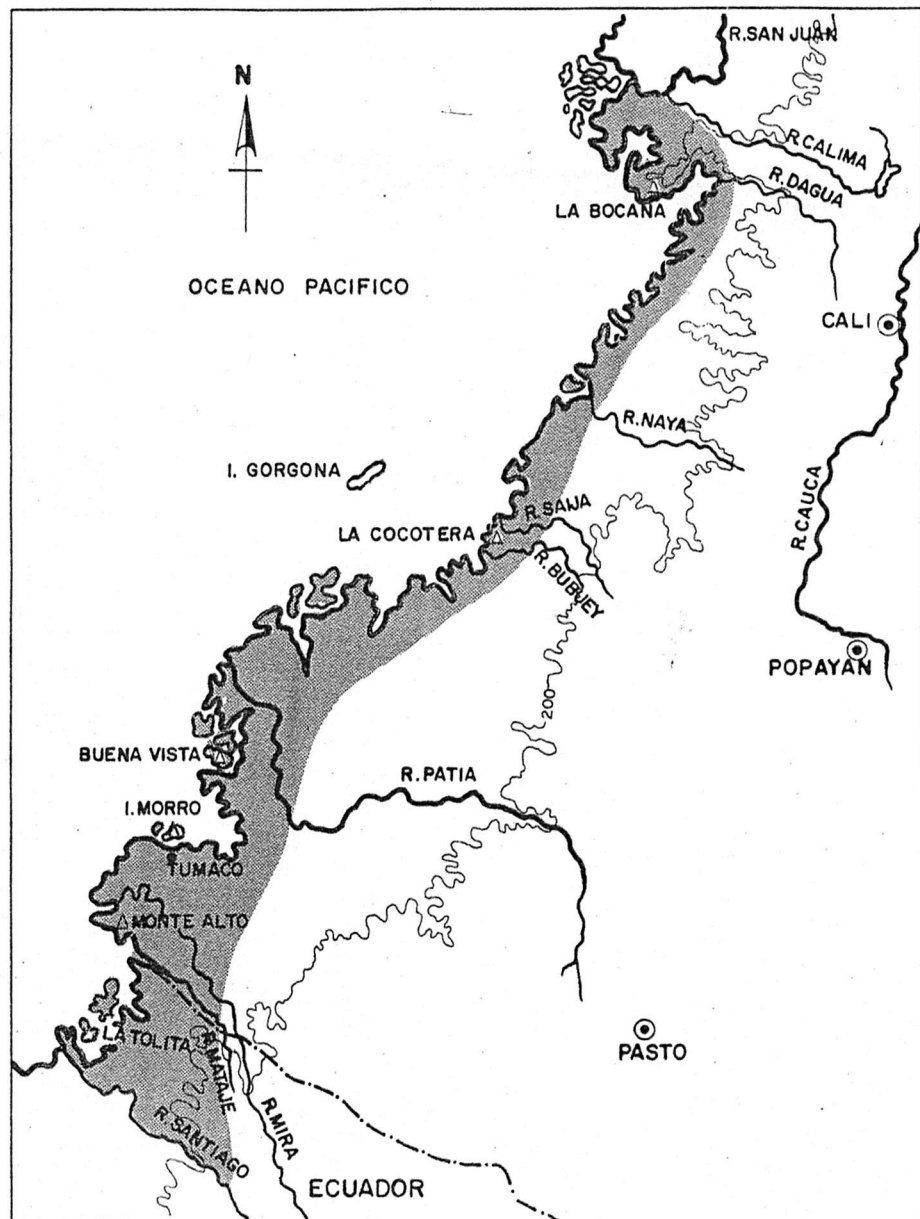 R. SAN JUAN
N
R. CALIMA
R. DAGUA
LA BOCANA
OCEANO PACIFICO
CALI
R. NAYA
I. GORGONA
R. SAIJA
LA COCOTERA
R. CAUCA
R. BUBUEY
POPAYAN
200
BUENA VISTA
R. PATIA
I. MORRO
TUMACO
MONTE ALTO
LA TOLITA
R. MATAJE
PASTO
R. MIRA
R. SANTIAGO
ECUADOR